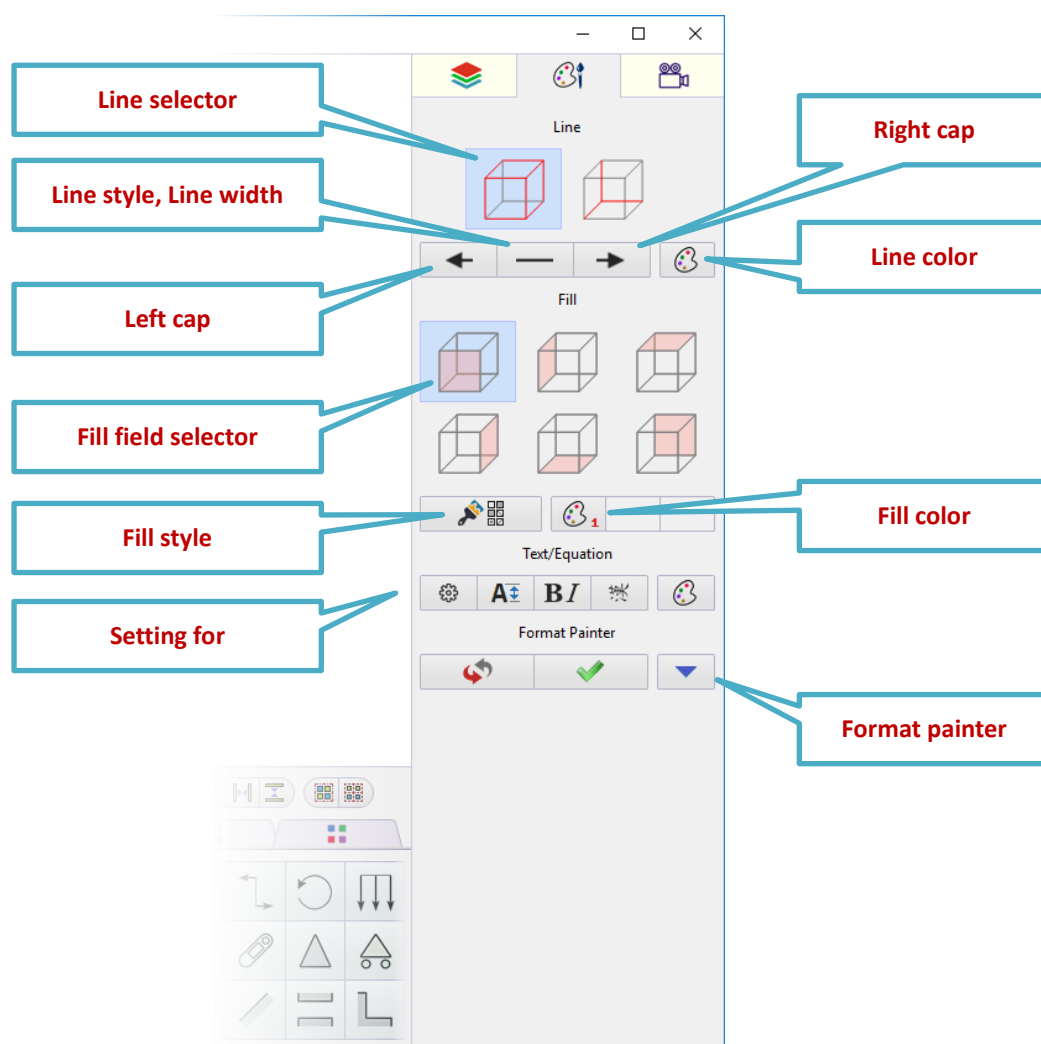 Line selector
Line
Right cap
Line style, Line width
Line color
Fill
Left cap
Fill field selector
Fill color
1
Fill style
Text/Equation
A BI
Setting for
Format Painter
Format painter